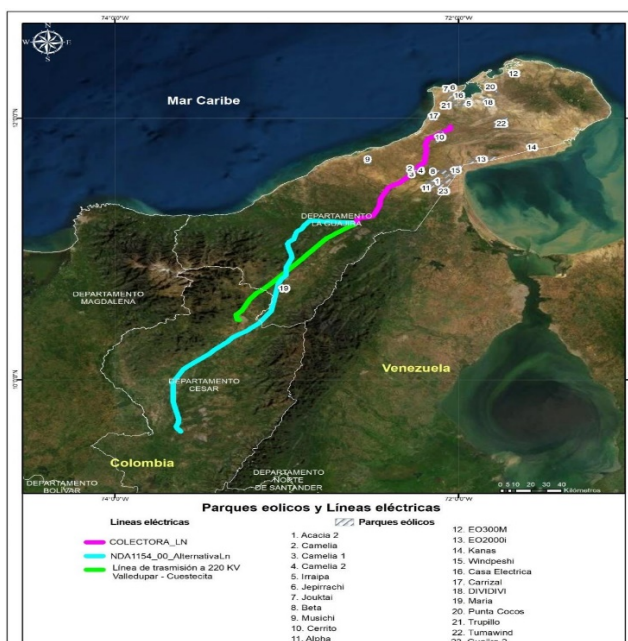 74°0'0"W 72°0'0"W
N
W E
S
Mar Caribe
12
7 6 20
16
21 5 18
17
22
10
14
9 13
2
3 4 8 15
11 1
23
DEPARTAMENTO
LA GUAJIRA
DEPARTAMENTO
MAGDALENA
19
DEPARTAMENTO
CESAR
Venezuela
Colombia
DEPARTAMENTO
BOLÍVAR
DEPARTAMENTO
NORTE
DE SANTANDER
0 5 10 20 30 40
Kilómetros
74°0'0"W 72°0'0"W
Parques eolicos y Líneas eléctricas
Lineas eléctricas
COLECTORA_LN
NDA1154_00_AlternativaLn
Línea de trasmisión a 220 KV
Valledupar - Cuestecita
Parques eólicos
1. Acacia 2
2. Camelia
3. Camelia 1
4. Camelia 2
5. Irraipa
6. Jepirrachi
7. Jouktai
8. Beta
9. Musichi
10. Cerrito
11. Alpha
12. EO300M
13. EO2000i
14. Kanas
15. Windpeshi
16. Casa Electrica
17. Carrizal
18. DIVIDIVI
19. Maria
20. Punta Cocos
21. Trupillo
22. Tumawind